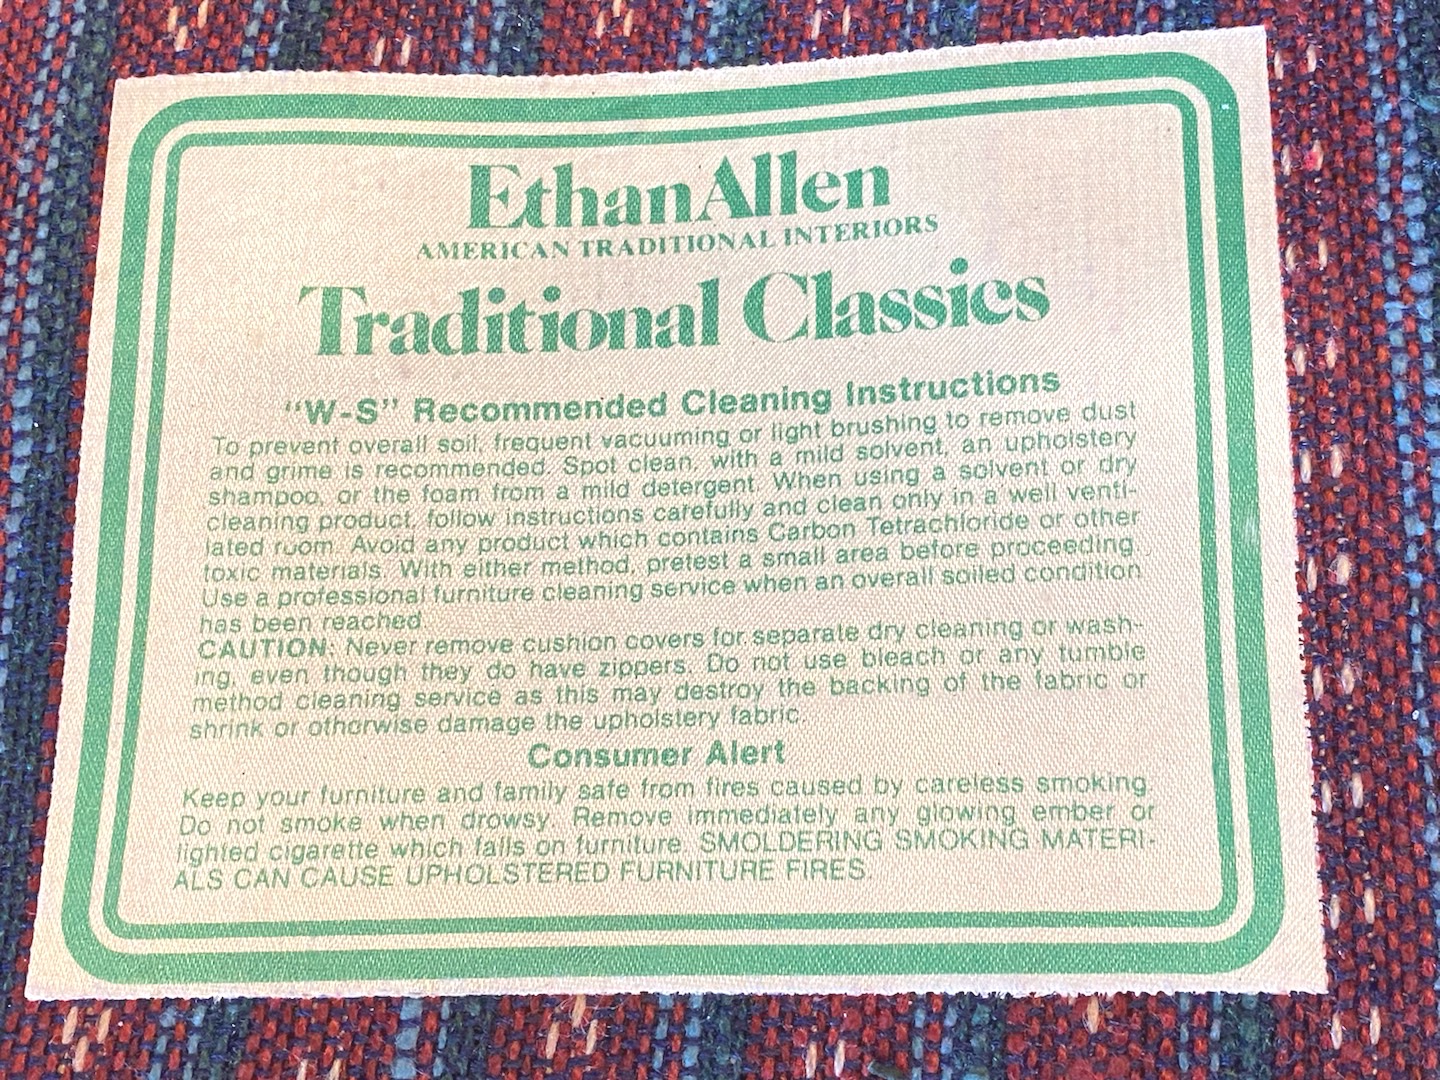 Ethan Allen
AMERICAN TRADITIONAL INTERIORS
Traditional Classics
"W-S" Recommended Cleaning Instructions
To prevent overall soil, frequent vacuuming or light brushing to remove dust
and grime is recommended. Spot clean, with a mild solvent, an upholstery
shampoo, or the foam from a mild detergent. When using a solvent or dry
cleaning product, follow instructions carefully and clean only in a well venti-
lated room. Avoid any product which contains Carbon Tetrachloride or other
toxic materials. With either method, pretest a small area before proceeding.
Use a professional furniture cleaning service when an overall soiled condition
has been reached.
CAUTION: Never remove cushion covers for separate dry cleaning or wash-
ing, even though they do have zippers. Do not use bleach or any tumble
method cleaning service as this may destroy the backing of the fabric or
shrink or otherwise damage the upholstery fabric.
Consumer Alert
Keep your furniture and family safe from fires caused by careless smoking.
Do not smoke when drowsy. Remove immediately any glowing ember or
lighted cigarette which falls on furniture. SMOLDERING SMOKING MATERI-
ALS CAN CAUSE UPHOLSTERED FURNITURE FIRES.